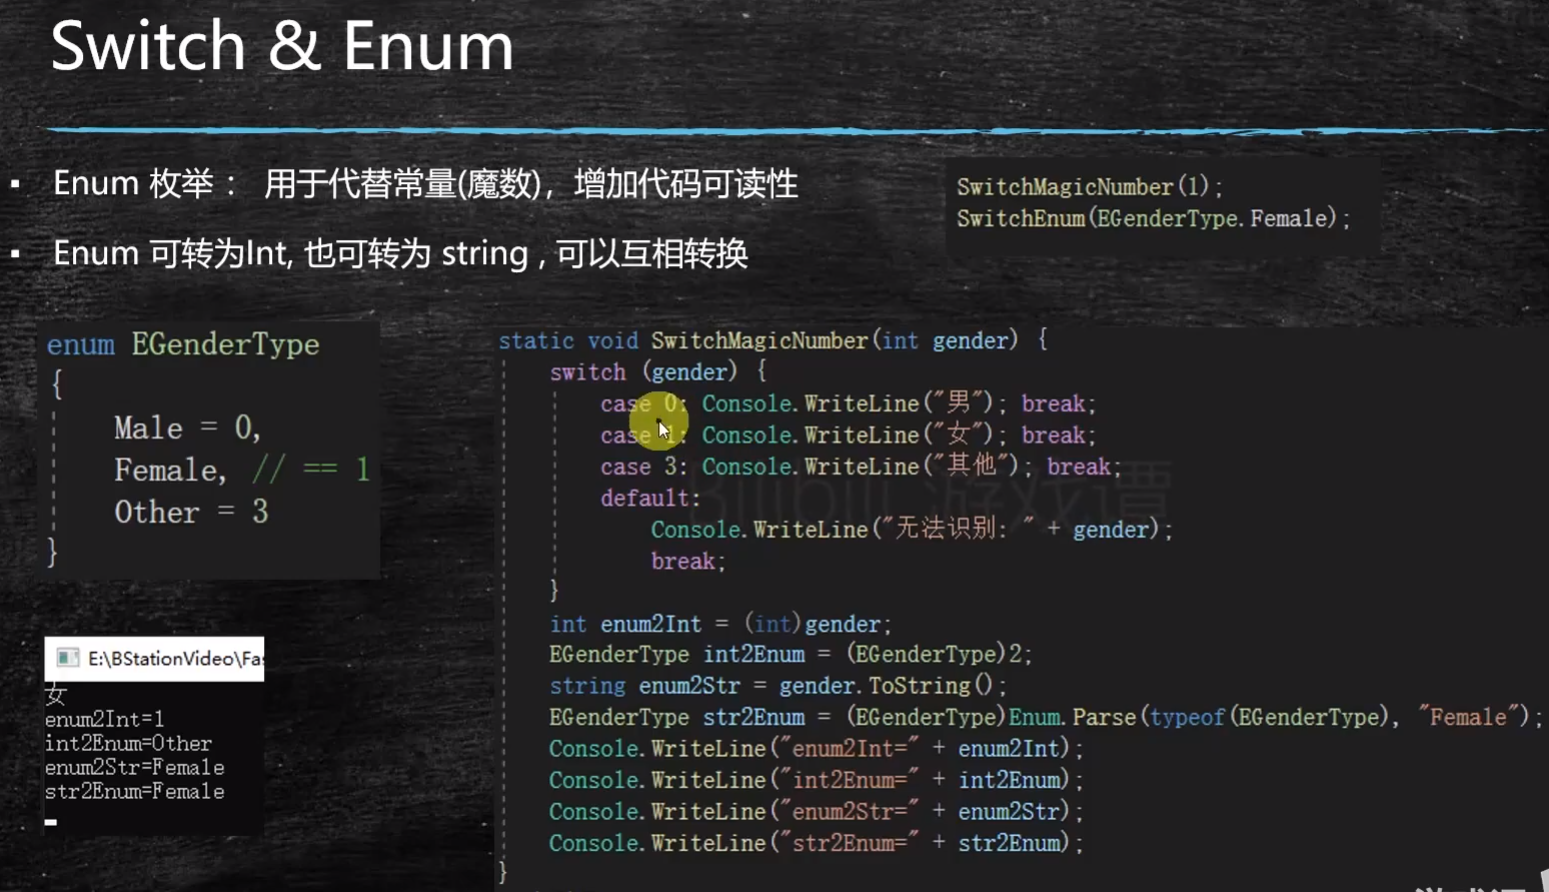 Switch & Enum
▪ Enum 枚举： 用于代替常量(魔数)，增加代码可读性
▪ Enum 可转为Int, 也可转为 string , 可以互相转换
SwitchMagicNumber(1);
SwitchEnum(EGenderType.Female);
enum EGenderType
{
Male = 0,
Female, // == 1
Other = 3
}
static void SwitchMagicNumber(int gender) {
switch (gender) {
case 0: Console.WriteLine("男"); break;
case 1: Console.WriteLine("女"); break;
case 3: Console.WriteLine("其他"); break;
default:
Console.WriteLine("无法识别: " + gender);
break;
}
int enum2Int = (int)gender;
EGenderType int2Enum = (EGenderType)2;
string enum2Str = gender.ToString();
EGenderType str2Enum = (EGenderType)Enum.Parse(typeof(EGenderType), "Female");
Console.WriteLine("enum2Int=" + enum2Int);
Console.WriteLine("int2Enum=" + int2Enum);
Console.WriteLine("enum2Str=" + enum2Str);
Console.WriteLine("str2Enum=" + str2Enum);
}
E:\BStationVideo\Fas
女
enum2Int=1
int2Enum=Other
enum2Str=Female
str2Enum=Female
Bilibili 游戏谭